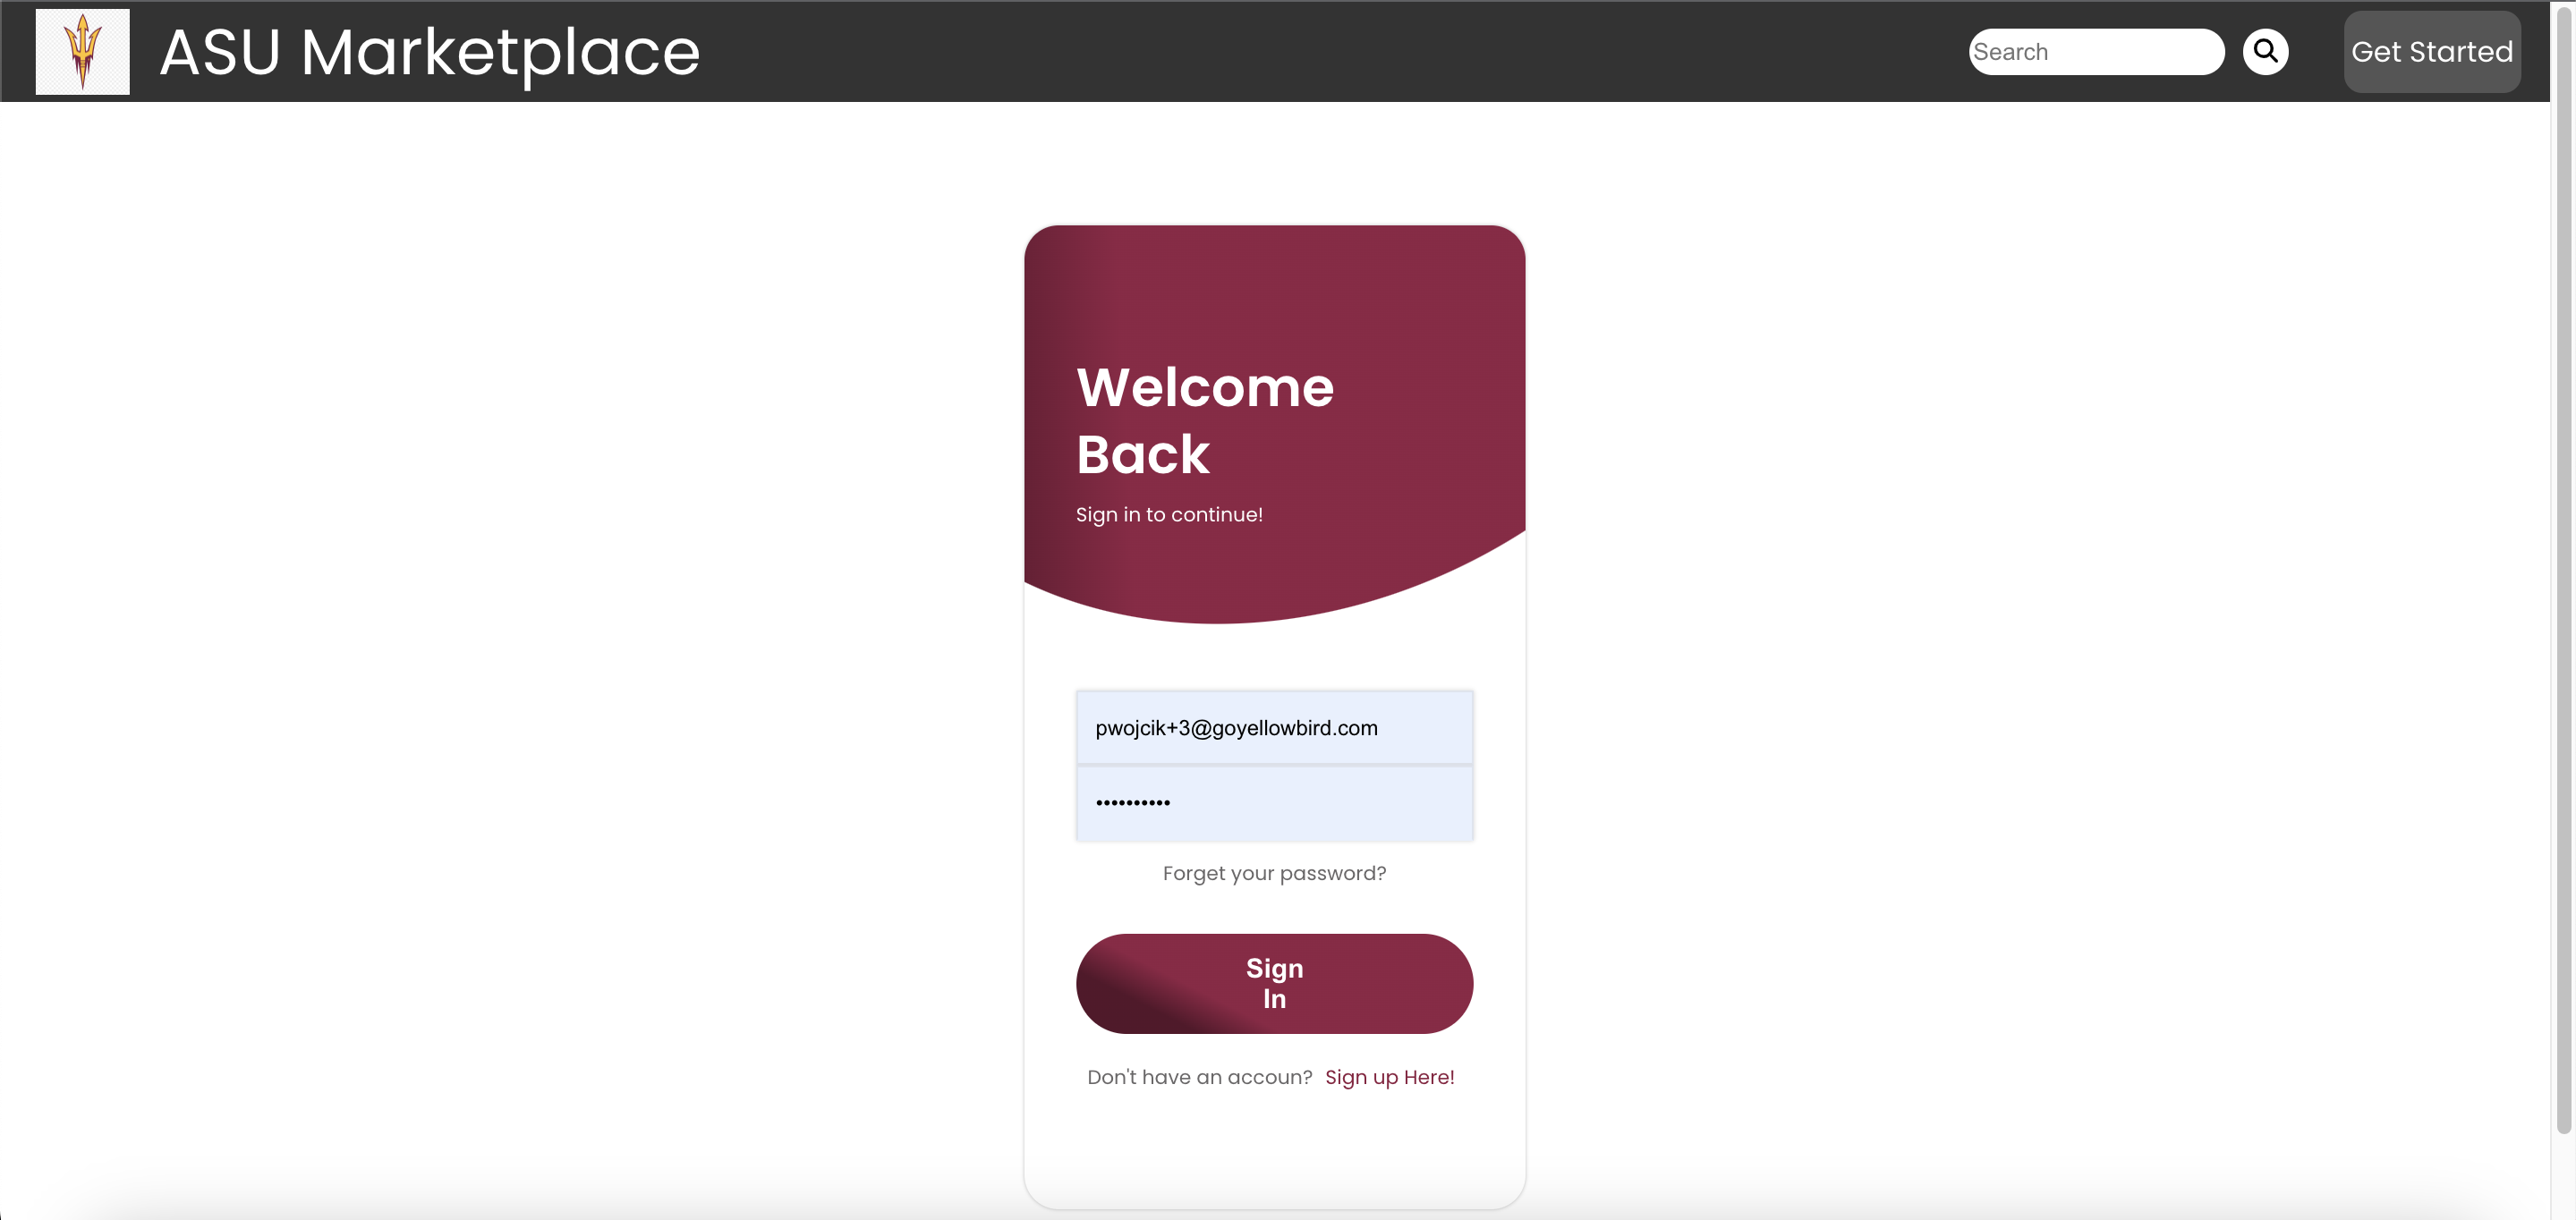 ASU Marketplace
Search
Get Started
Welcome
Back
Sign in to continue!
pwojcik+3@goyellowbird.com
••••••••••
Forget your password?
Sign
In
Don't have an accoun? Sign up Here!